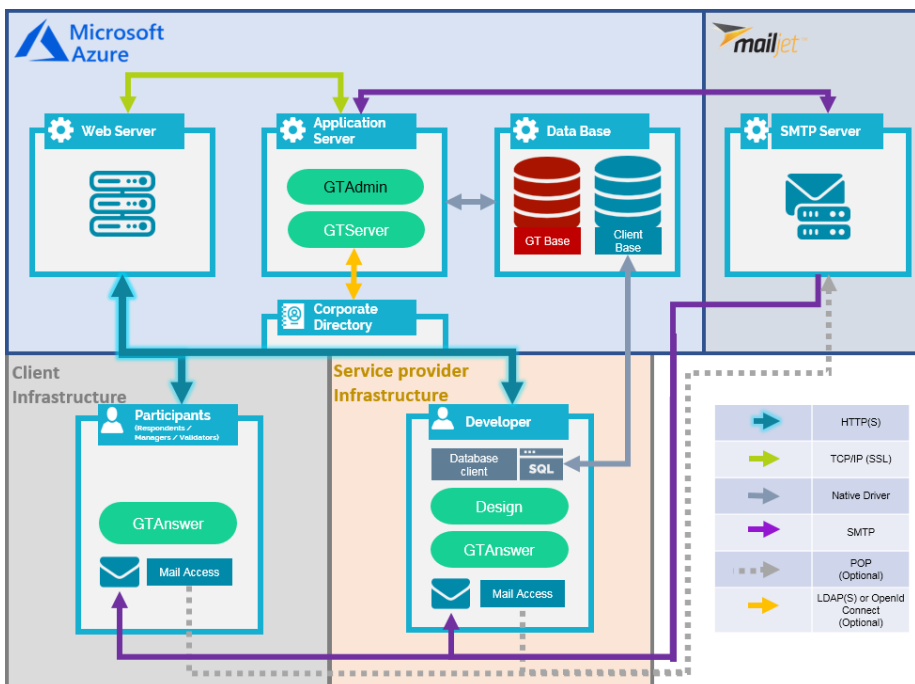 Microsoft
Azure
mailjet
Web Server
Application
Server
Data Base
SMTP Server
GTAdmin
GTServer
GT Base
Client
Base
Corporate
Directory
Client
Infrastructure
Service provider
Infrastructure
Participants
(Respondents /
Managers / Validators)
GTAnswer
Mail Access
Developer
Database
client
SQL
Design
GTAnswer
Mail Access
HTTP(S)
TCP/IP (SSL)
Native Driver
SMTP
POP
(Optional)
LDAP(S) or OpenId
Connect
(Optional)